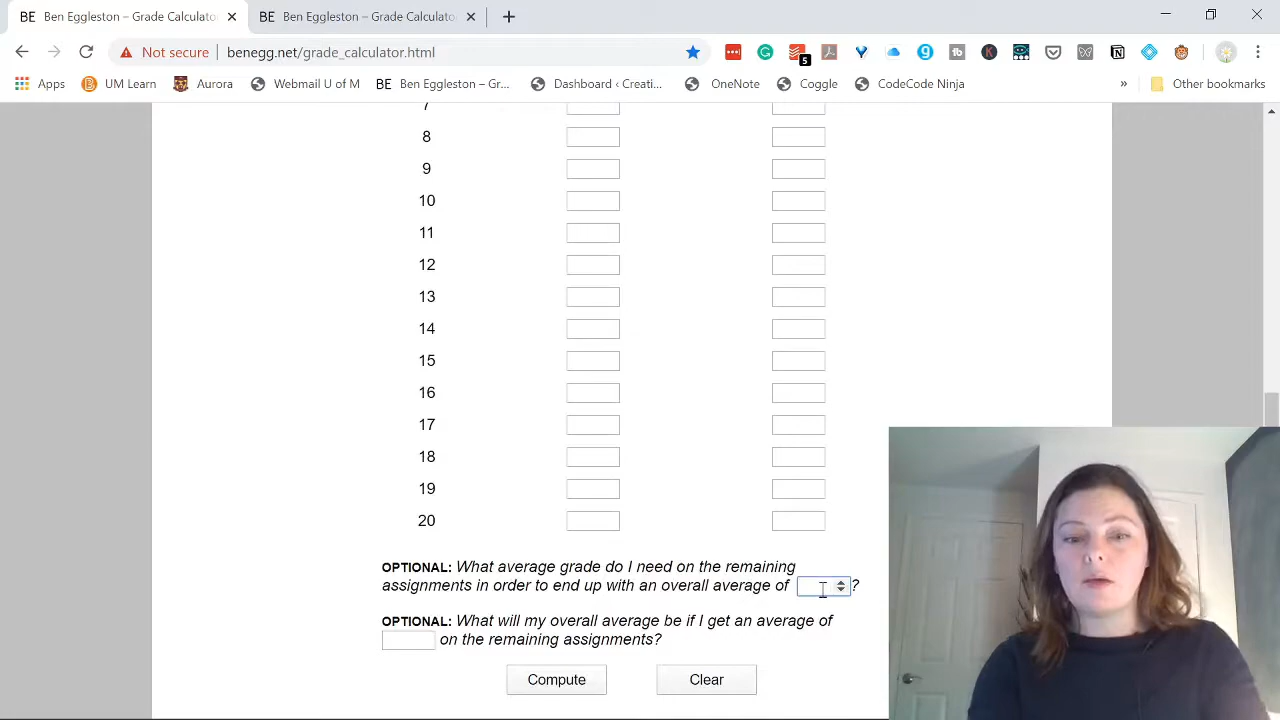 BE Ben Eggleston – Grade Calculato
BE Ben Eggleston – Grade Calculato
Not secure benegg.net/grade_calculator.html
5
Apps UM Learn Aurora Webmail U of M BE Ben Eggleston – Gr... Dashboard ‹ Creati... OneNote Coggle CodeCode Ninja » Other bookmarks
7
8
9
10
11
12
13
14
15
16
17
18
19
20
OPTIONAL: What average grade do I need on the remaining
assignments in order to end up with an overall average of ?
OPTIONAL: What will my overall average be if I get an average of
on the remaining assignments?
Compute Clear